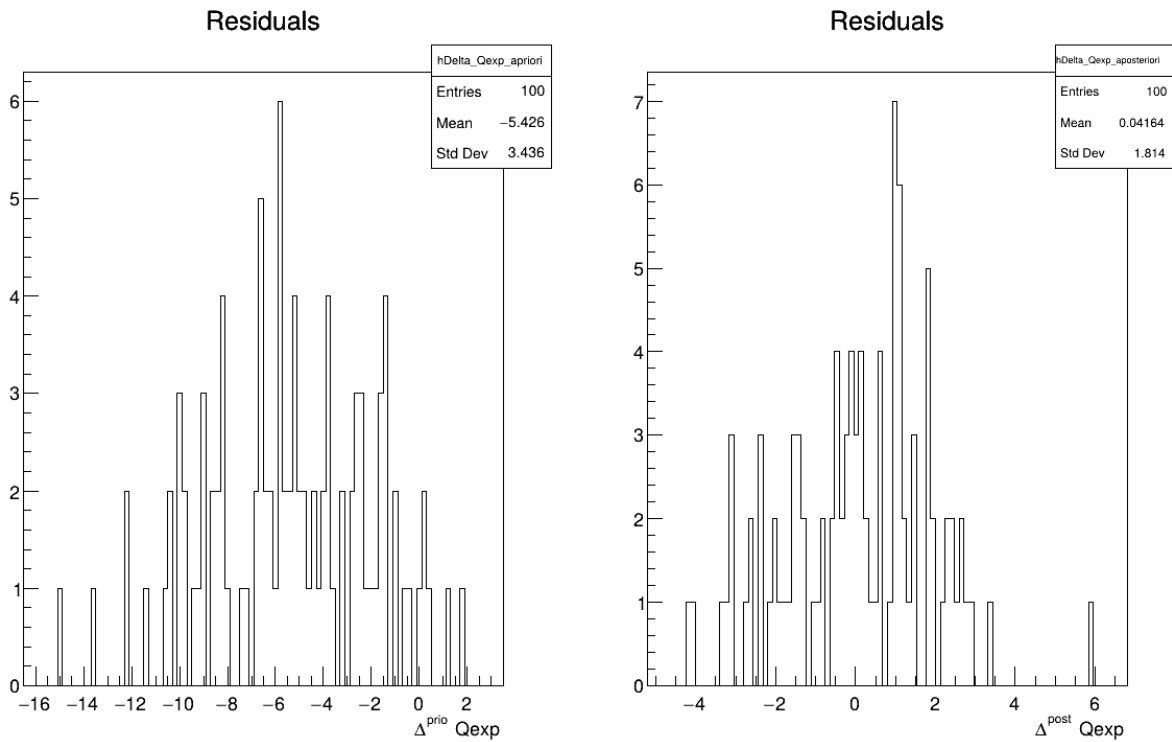 Residuals
hDelta_Qexp_apriori
Entries 100
Mean −5.426
Std Dev 3.436
6
5
4
3
2
1
0
−16 −14 −12 −10 −8 −6 −4 −2 0 2
Δprio Qexp
Residuals
hDelta_Qexp_aposteriori
Entries 100
Mean 0.04164
Std Dev 1.814
7
6
5
4
3
2
1
0
−4 −2 0 2 4 6
Δpost Qexp